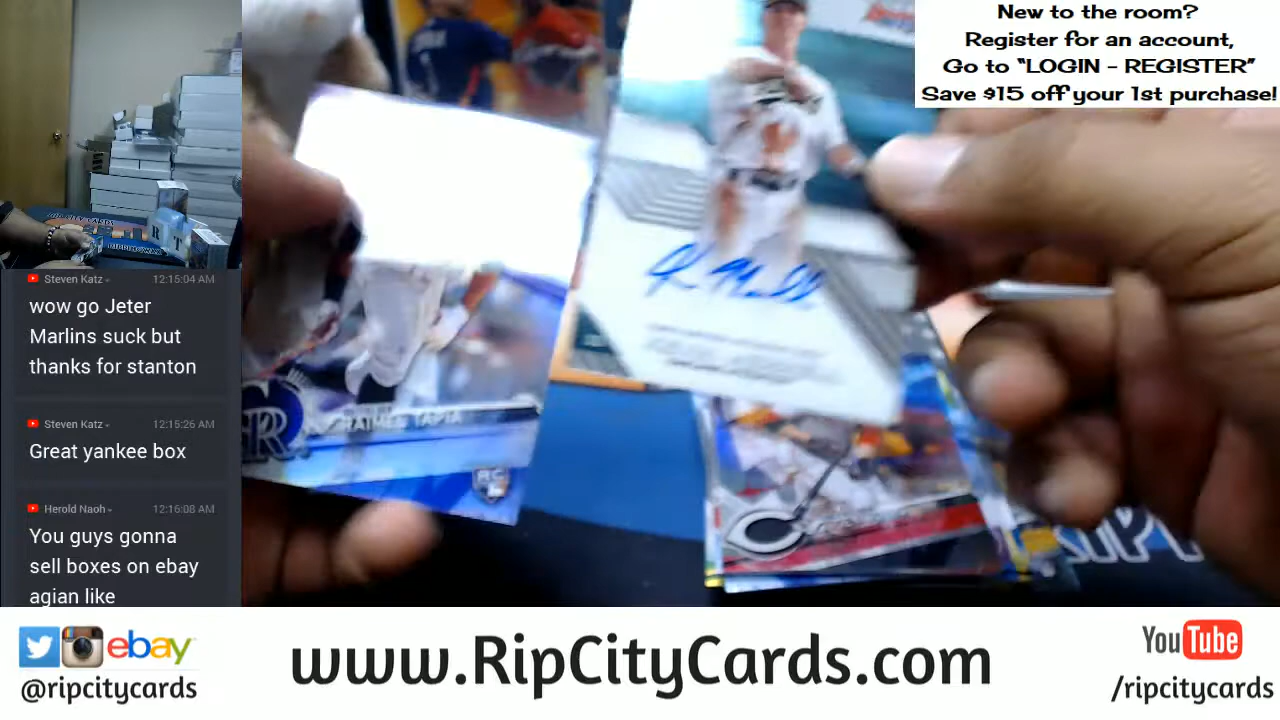 New to the room?
Register for an account,
Go to “LOGIN - REGISTER”
Save $15 off your 1st purchase!
Steven Katz 12:15:04 AM
wow go Jeter
Marlins suck but
thanks for stanton
Steven Katz 12:15:26 AM
Great yankee box
Herold Naoh 12:16:08 AM
You guys gonna
sell boxes on ebay
agian like
RAIMEL TAPIA
RC
ebay
@ripcitycards
www.RipCityCards.com
YouTube
/ripcitycards